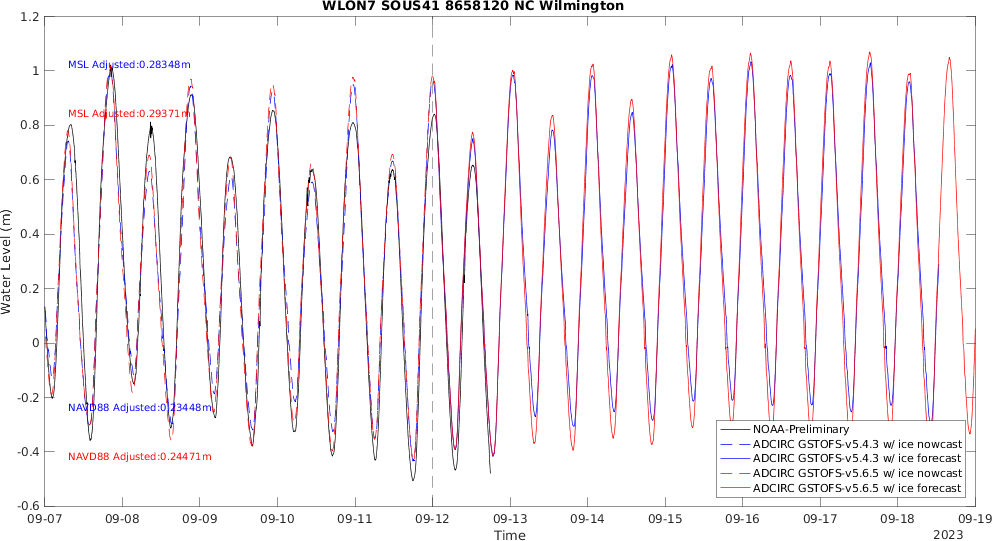 WLON7 SOUS41 8658120 NC Wilmington
1.2
1
0.8
0.6
0.4
0.2
0
-0.2
-0.4
-0.6
Water Level (m)
MSL Adjusted:0.28348m
MSL Adjusted:0.29371m
NAVD88 Adjusted:0.23448m
NAVD88 Adjusted:0.24471m
NOAA-Preliminary
ADCIRC GSTOFS-v5.4.3 w/ ice nowcast
ADCIRC GSTOFS-v5.4.3 w/ ice forecast
ADCIRC GSTOFS-v5.6.5 w/ ice nowcast
ADCIRC GSTOFS-v5.6.5 w/ ice forecast
09-07 09-08 09-09 09-10 09-11 09-12 09-13 09-14 09-15 09-16 09-17 09-18 09-19
Time
2023